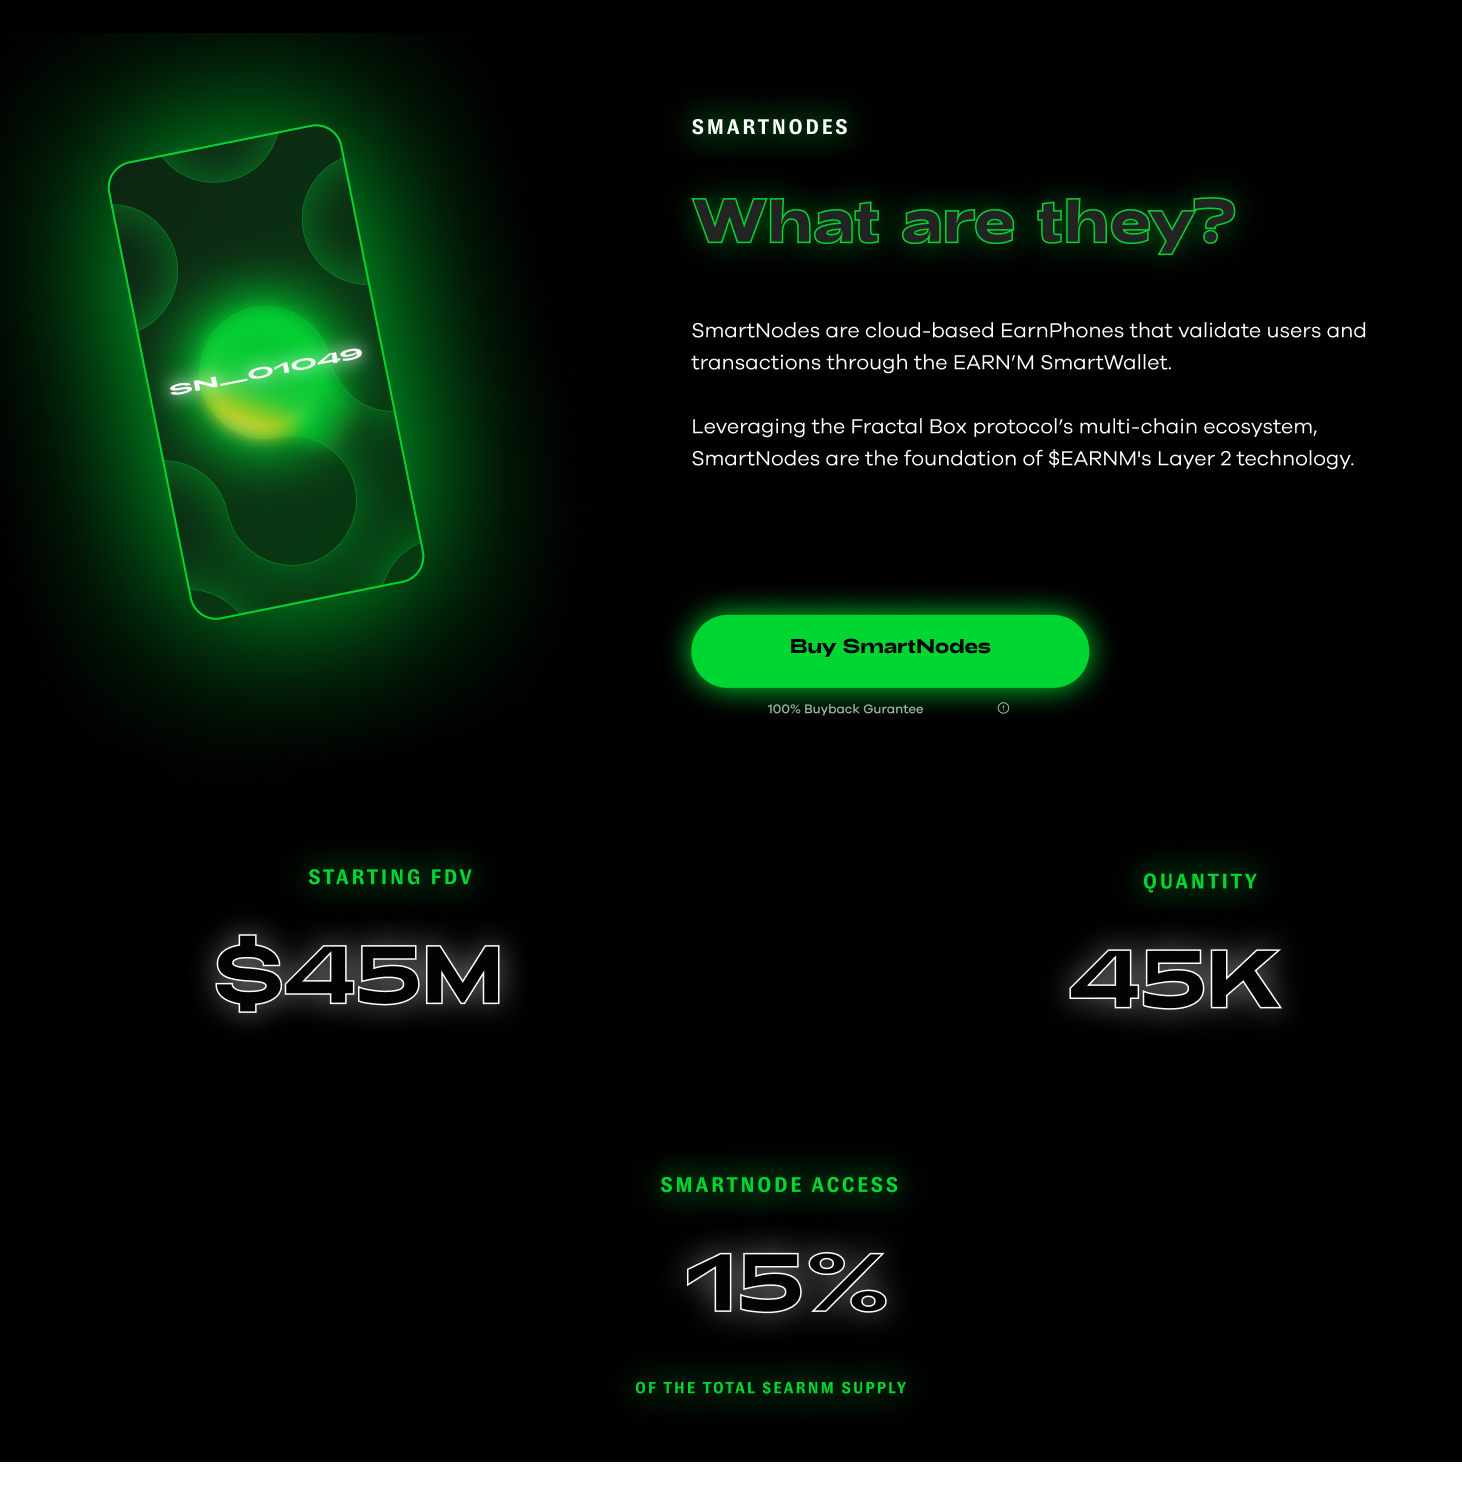 SMARTNODES
What are they?
SmartNodes are cloud-based EarnPhones that validate users and
transactions through the EARN’M SmartWallet.
Leveraging the Fractal Box protocol’s multi-chain ecosystem,
SmartNodes are the foundation of $EARNM's Layer 2 technology.
SN_01049
Buy SmartNodes
100% Buyback Gurantee
STARTING FDV
$45M
QUANTITY
45K
SMARTNODE ACCESS
15%
OF THE TOTAL $EARNM SUPPLY